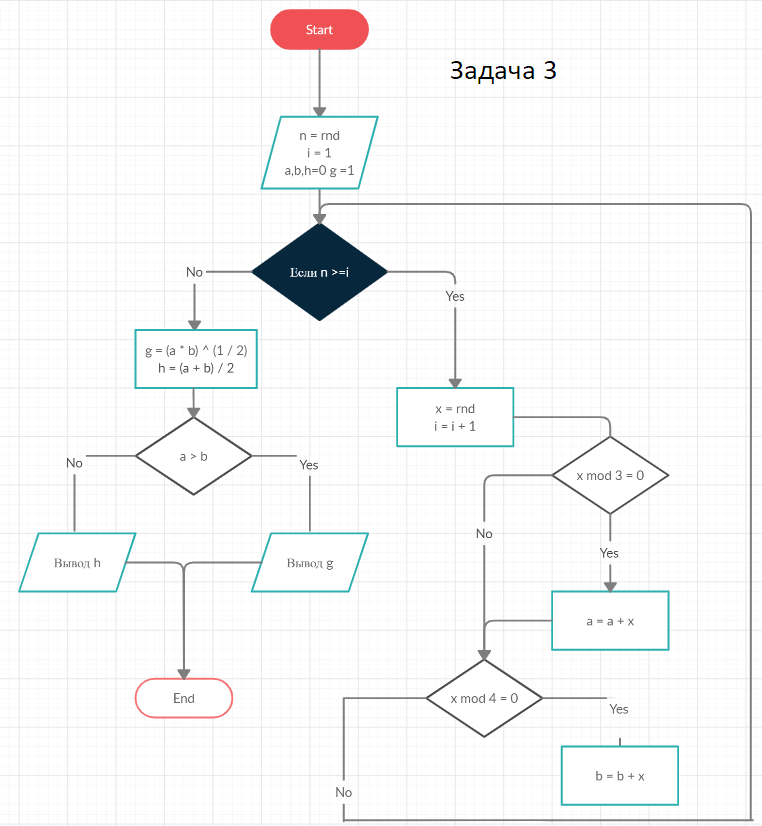 Start
Задача 3
n = rnd
i = 1
a,b,h=0 g =1
Если n >=i
No
Yes
g = (a * b) ^ (1 / 2)
h = (a + b) / 2
x = rnd
i = i + 1
a > b
No
Yes
x mod 3 = 0
No
Yes
Вывод h
Вывод g
a = a + x
End
x mod 4 = 0
Yes
b = b + x
No